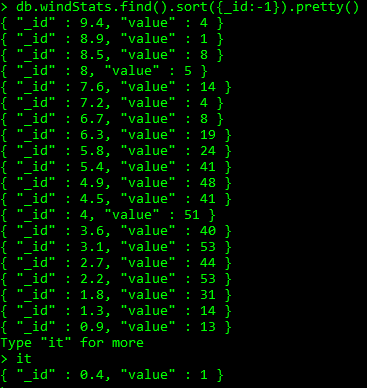 > db.windStats.find().sort({_id:-1}).pretty()
{ "_id" : 9.4, "value" : 4 }
{ "_id" : 8.9, "value" : 1 }
{ "_id" : 8.5, "value" : 8 }
{ "_id" : 8, "value" : 5 }
{ "_id" : 7.6, "value" : 14 }
{ "_id" : 7.2, "value" : 4 }
{ "_id" : 6.7, "value" : 8 }
{ "_id" : 6.3, "value" : 19 }
{ "_id" : 5.8, "value" : 24 }
{ "_id" : 5.4, "value" : 41 }
{ "_id" : 4.9, "value" : 48 }
{ "_id" : 4.5, "value" : 41 }
{ "_id" : 4, "value" : 51 }
{ "_id" : 3.6, "value" : 40 }
{ "_id" : 3.1, "value" : 53 }
{ "_id" : 2.7, "value" : 44 }
{ "_id" : 2.2, "value" : 53 }
{ "_id" : 1.8, "value" : 31 }
{ "_id" : 1.3, "value" : 14 }
{ "_id" : 0.9, "value" : 13 }
Type "it" for more
> it
{ "_id" : 0.4, "value" : 1 }